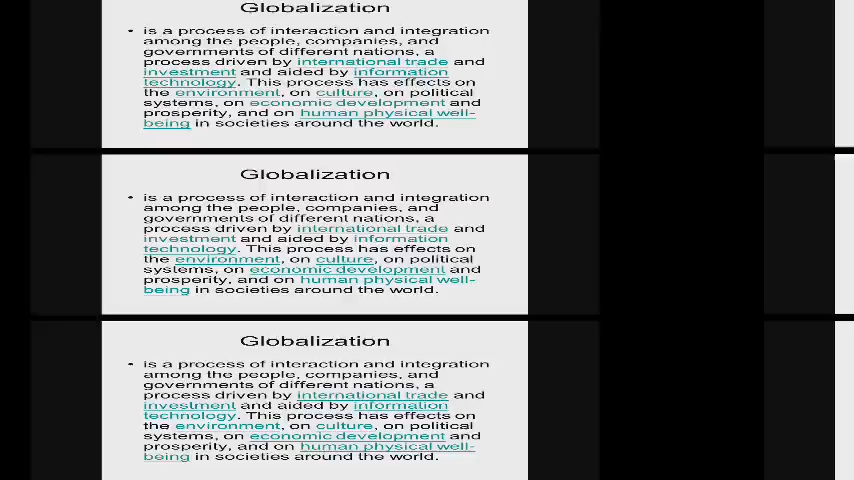 Globalization
• is a process of interaction and integration
among the people, companies, and
governments of different nations, a
process driven by international trade and
investment and aided by information
technology. This process has effects on
the environment, on culture, on political
systems, on economic development and
prosperity, and on human physical well-
being in societies around the world.
Globalization
• is a process of interaction and integration
among the people, companies, and
governments of different nations, a
process driven by international trade and
investment and aided by information
technology. This process has effects on
the environment, on culture, on political
systems, on economic development and
prosperity, and on human physical well-
being in societies around the world.
Globalization
• is a process of interaction and integration
among the people, companies, and
governments of different nations, a
process driven by international trade and
investment and aided by information
technology. This process has effects on
the environment, on culture, on political
systems, on economic development and
prosperity, and on human physical well-
being in societies around the world.